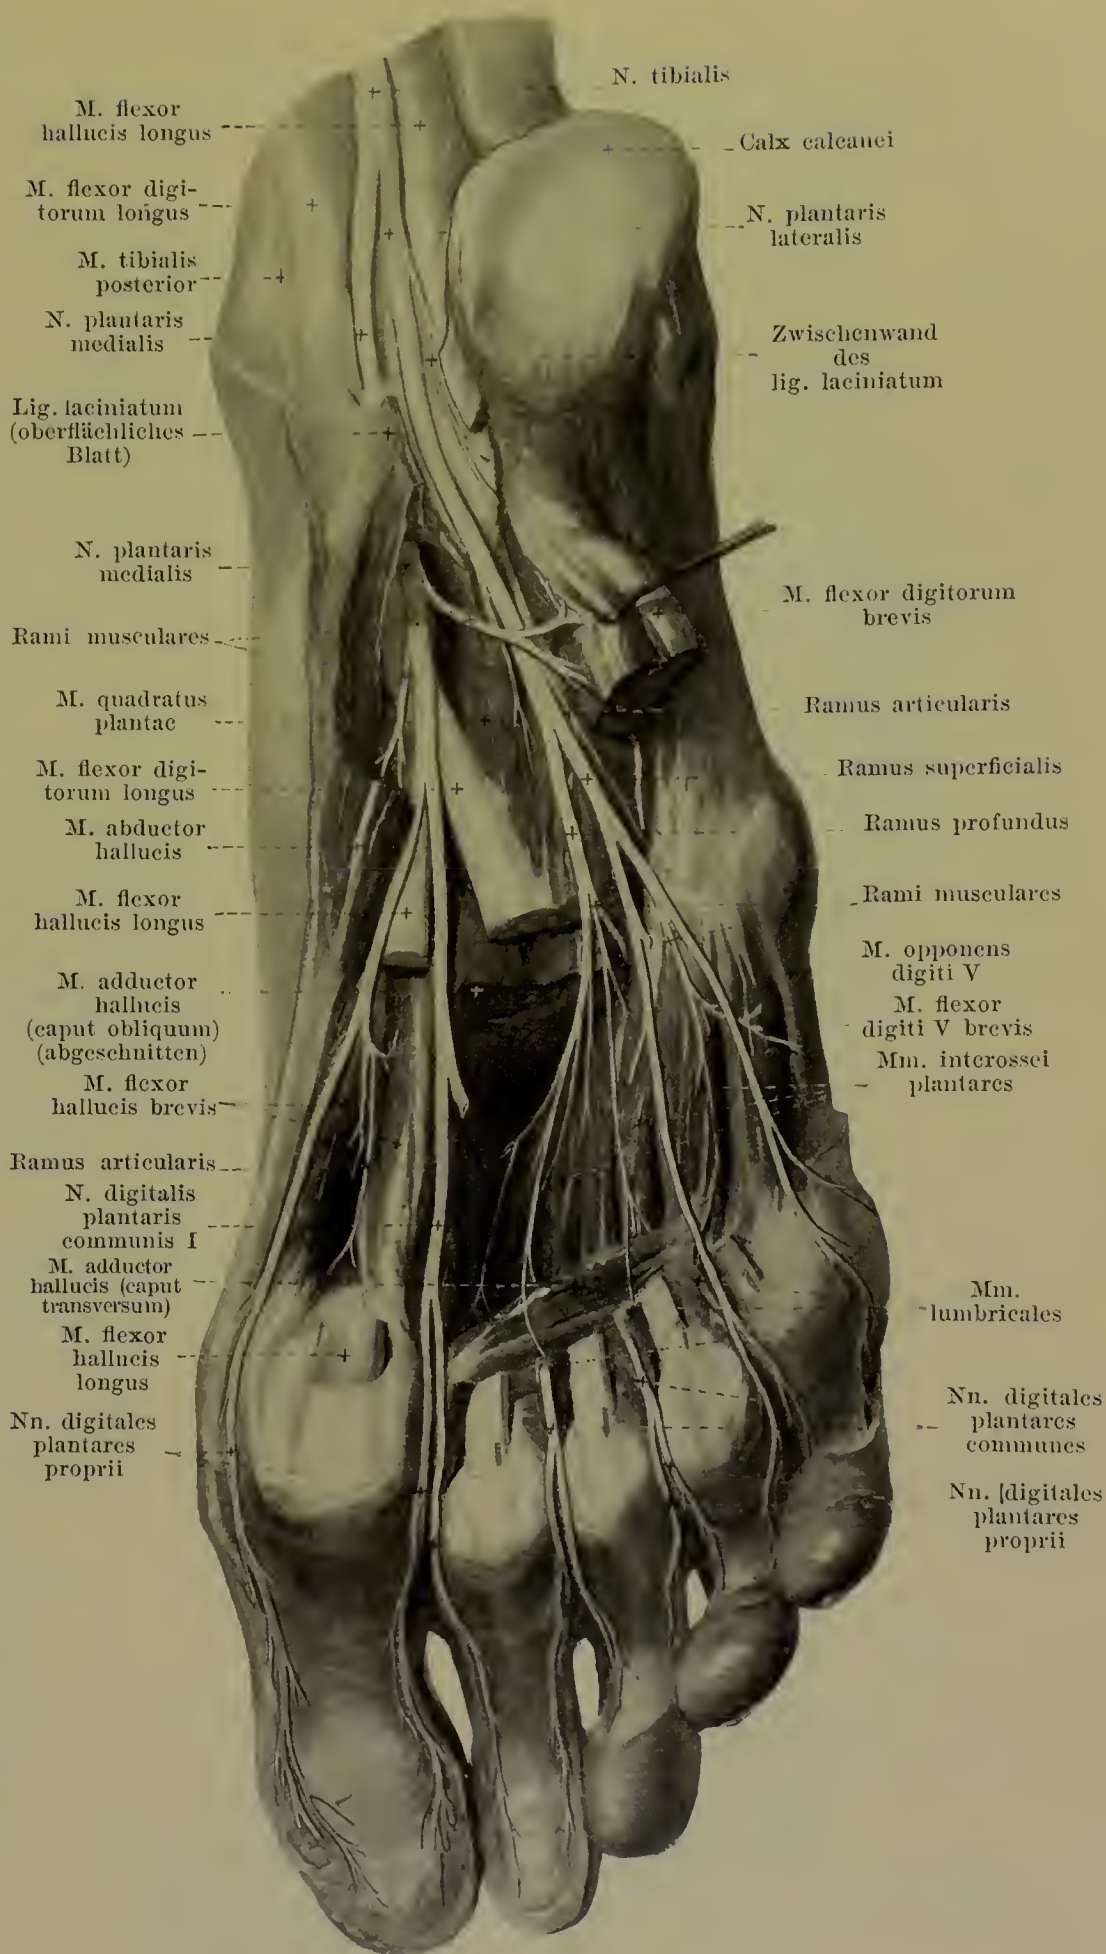 M. flexor
hallucis longus
M. flexor digi-
torum longus
M. tibialis
posterior
N. plantaris
medialis
Lig. laciniatum
(oberflächliches
Blatt)
N. plantaris
medialis
Rami musculares
M. quadratus
plantae
M. flexor digi-
torum longus
M. abductor
hallucis
M. flexor
hallucis longus
M. adductor
hallucis
(caput obliquum)
(abgeschnitten)
M. flexor
hallucis brevis
Ramus articularis
N. digitalis
plantaris
communis I
M. adductor
hallucis (caput
transversum)
M. flexor
hallucis
longus
Nn. digitales
plantares
proprii
N. tibialis
Calx calcanei
N. plantaris
lateralis
Zwischenwand
des
lig. laciniatum
M. flexor digitorum
brevis
Ramus articularis
Ramus superficialis
Ramus profundus
Rami musculares
M. opponens
digiti V
M. flexor
digiti V brevis
Mm. interossei
plantares
Mm.
lumbricales
Nn. digitales
plantares
communes
Nn. [digitales
plantares
proprii